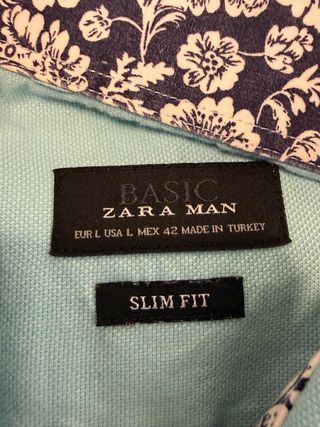 BASIC
ZARA MAN
EUR L USA L MEX 42 MADE IN TURKEY
SLIM FIT